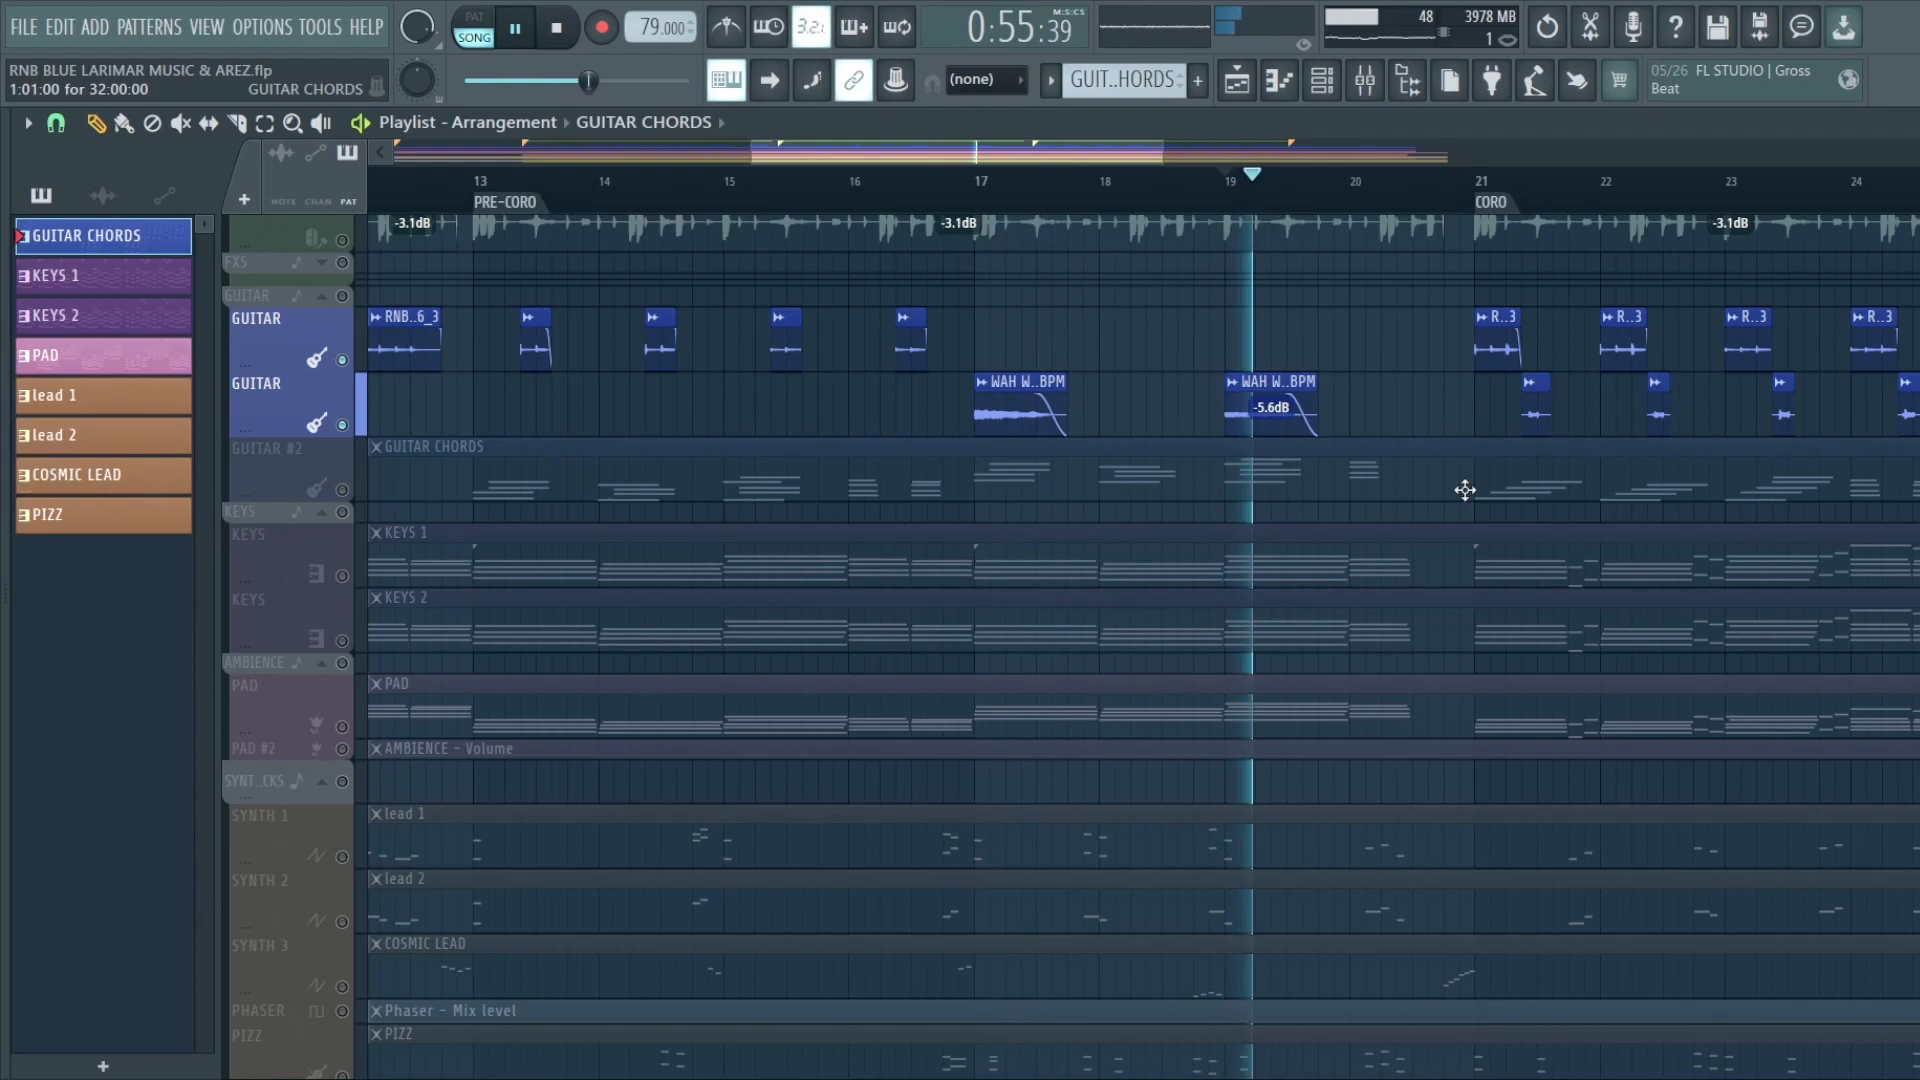 FILE EDIT ADD PATTERNS VIEW OPTIONS TOOLS HELP
PAT
SONG
79.000
3.2.1
0:55:39
M:S:CS
48
3978 MB
1
RNB BLUE LARIMAR MUSIC & AREZ.flp
1:01:00 for 32:00:00
GUITAR CHORDS
(none)
GUIT..HORDS
+
05/26 FL STUDIO | Gross
Beat
Playlist - Arrangement
GUITAR CHORDS
NOTE CHAN PAT
13 14 15 16 17 18 19 20 21 22 23 24
PRE-CORO
CORO
-3.1dB
-3.1dB
-3.1dB
GUITAR CHORDS
KEYS 1
KEYS 2
PAD
lead 1
lead 2
COSMIC LEAD
PIZZ
FXS
GUITAR
GUITAR
RNB..6_3
R..3
R..3
R..3
R..3
GUITAR
WAH W..BPM
WAH W..BPM
-5.6dB
GUITAR #2
GUITAR CHORDS
KEYS
KEYS
KEYS 1
KEYS
KEYS 2
AMBIENCE
PAD
PAD
PAD #2
AMBIENCE - Volume
SYNT..CKS
SYNTH 1
lead 1
SYNTH 2
lead 2
SYNTH 3
COSMIC LEAD
PHASER
Phaser - Mix level
PIZZ
PIZZ